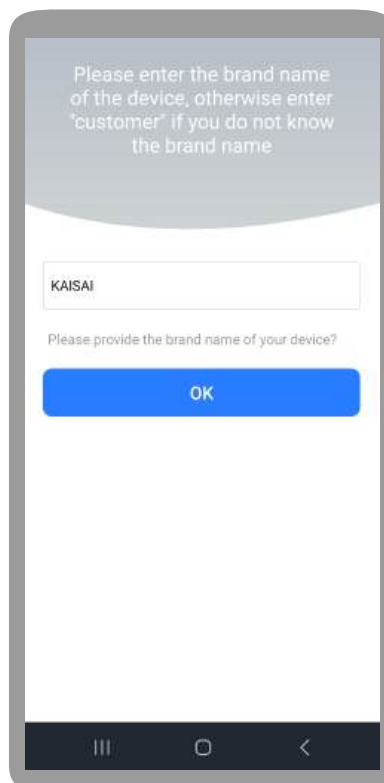 Please enter the brand name
of the device, otherwise enter
"customer" if you do not know
the brand name
KAISAI
Please provide the brand name of your device?
OK